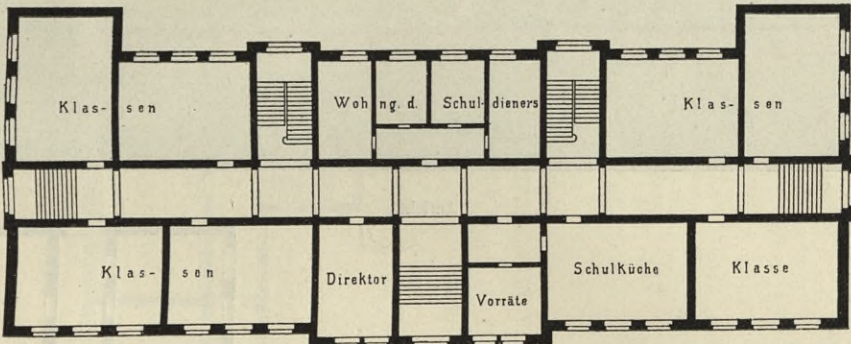 Klas- sen
Wohng. d. Schul- dieners
Klas- sen
Klas- sen
Direktor
Vorräte
Schulküche
Klasse